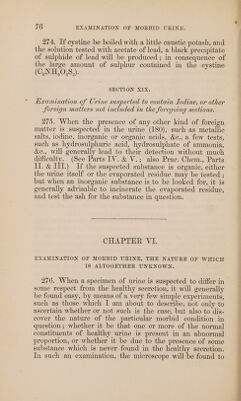 76 EXAMINATION OF MORBID URINE.
274. If cystine be boiled with a little caustic potash, and
the solution tested with acetate of lead, a black precipitate
of sulphide of lead will be produced; in consequence of
the large amount of sulphur contained in the cystine
(C₆NH₆O₄S₂).
SECTION XIX.
Examination of Urine suspected to contain Iodine, or other
foreign matters not included in the foregoing sections.
275. When the presence of any other kind of foreign
matter is suspected in the urine (180), such as metallic
salts, iodine, inorganic or organic acids, &c., a few tests,
such as hydrosulphuric acid, hydrosulphate of ammonia,
&c., will generally lead to their detection without much
difficulty. (See Parts IV. & V.; also Prac. Chem., Parts
II. & III.) If the suspected substance is organic, either
the urine itself or the evaporated residue may be tested;
but when an inorganic substance is to be looked for, it is
generally advisable to incinerate the evaporated residue,
and test the ash for the substance in question.
CHAPTER VI.
EXAMINATION OF MORBID URINE, THE NATURE OF WHICH
IS ALTOGETHER UNKNOWN.
276. When a specimen of urine is suspected to differ in
some respect from the healthy secretion, it will generally
be found easy, by means of a very few simple experiments,
such as those which I am about to describe, not only to
ascertain whether or not such is the case, but also to dis-
cover the nature of the particular morbid condition in
question; whether it be that one or more of the normal
constituents of healthy urine is present in an abnormal
proportion, or whether it be due to the presence of some
substance which is never found in the healthy secretion.
In such an examination, the microscope will be found to